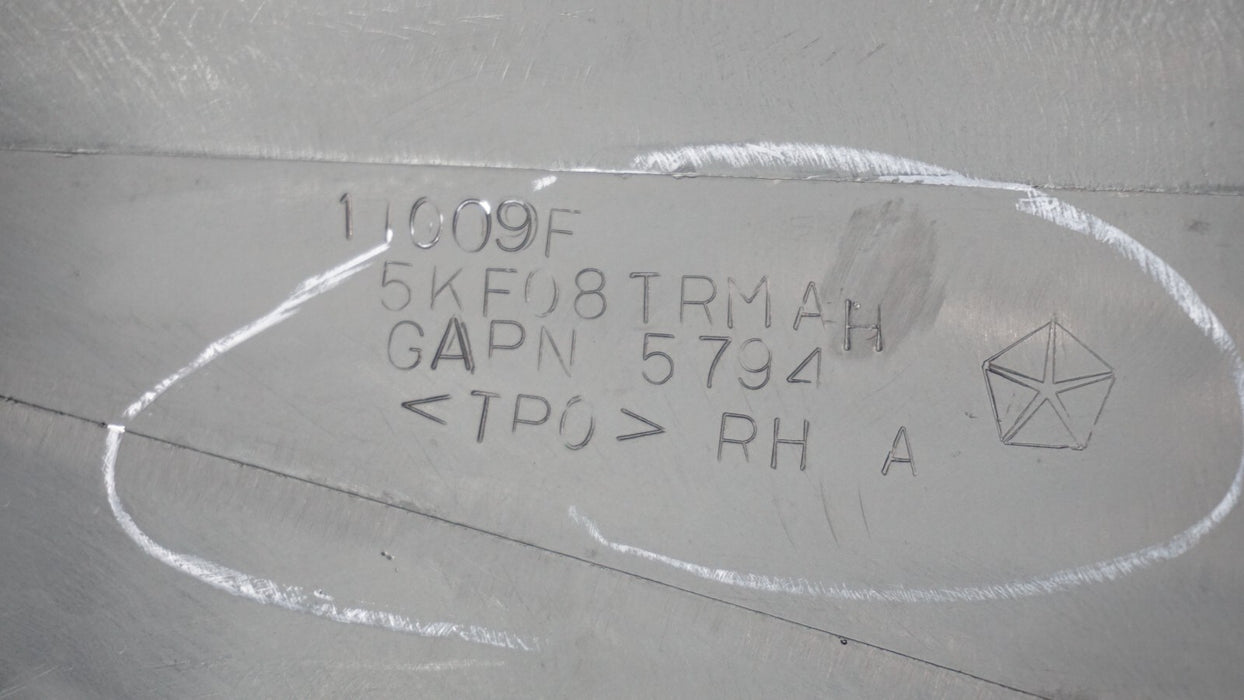 11009F
5KF08TRMAH
GAPN 5794
<TPO> RH A